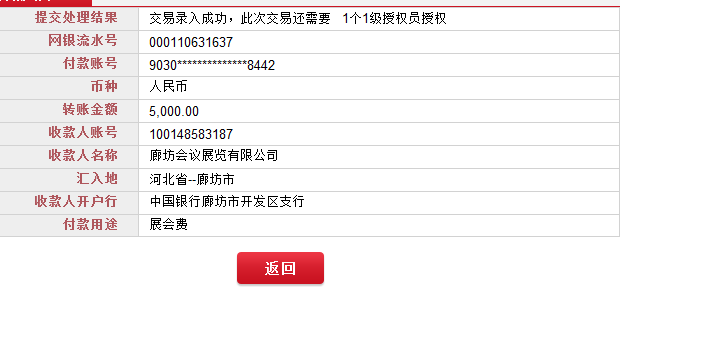 提交处理结果 交易录入成功，此次交易还需要 1个1级授权员授权
网银流水号 000110631637
付款账号 9030**************8442
币种 人民币
转账金额 5,000.00
收款人账号 100148583187
收款人名称 廊坊会议展览有限公司
汇入地 河北省--廊坊市
收款人开户行 中国银行廊坊市开发区支行
付款用途 展会费
返回